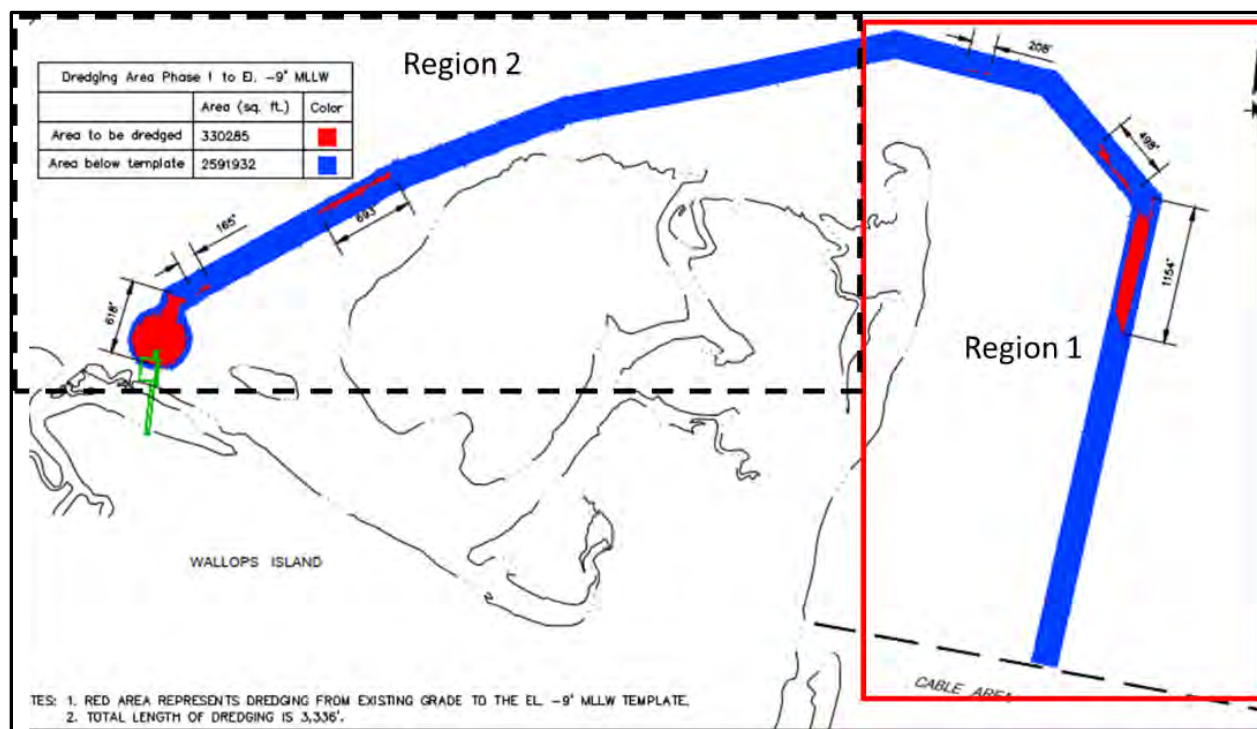 Region 2
208'
Dredging Area Phase 1 to El. -9' MLLW
Area (sq. ft.) Color
Area to be dredged 330285
Area below template 2591932
498'
693'
165'
1154'
618'
Region 1
WALLOPS ISLAND
CABLE AREA
TES: 1. RED AREA REPRESENTS DREDGING FROM EXISTING GRADE TO THE EL. -9' MLLW TEMPLATE.
2. TOTAL LENGTH OF DREDGING IS 3,336'.